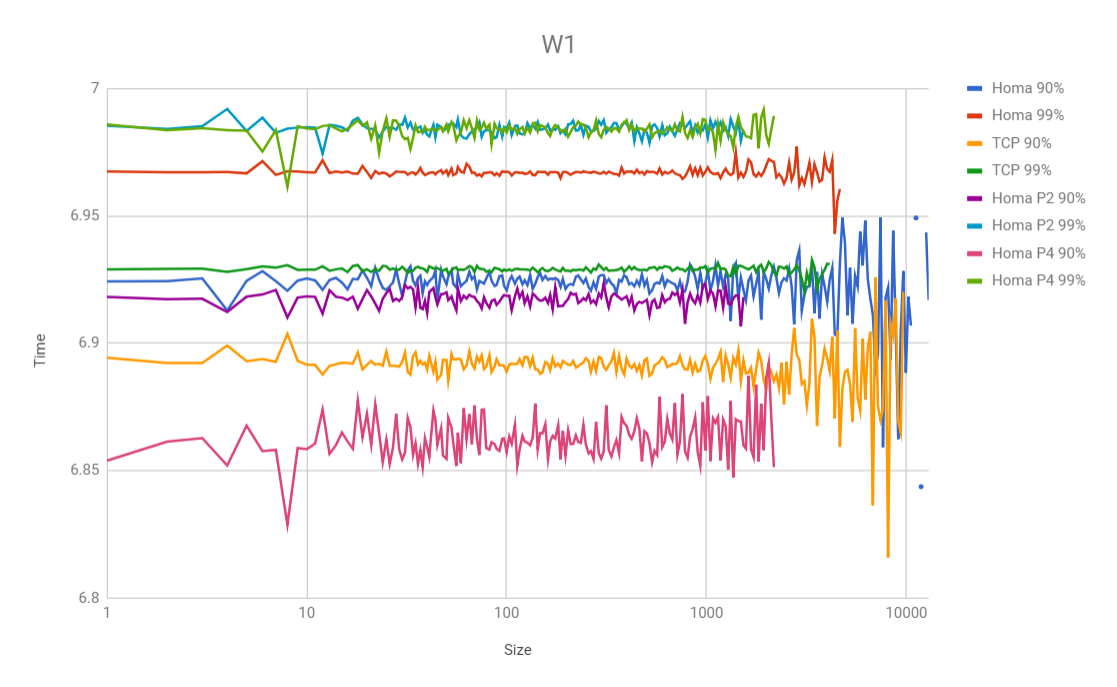 W1
Time
7
6.95
6.9
6.85
6.8
1
10
100
1000
10000
Size
Homa 90%
Homa 99%
TCP 90%
TCP 99%
Homa P2 90%
Homa P2 99%
Homa P4 90%
Homa P4 99%